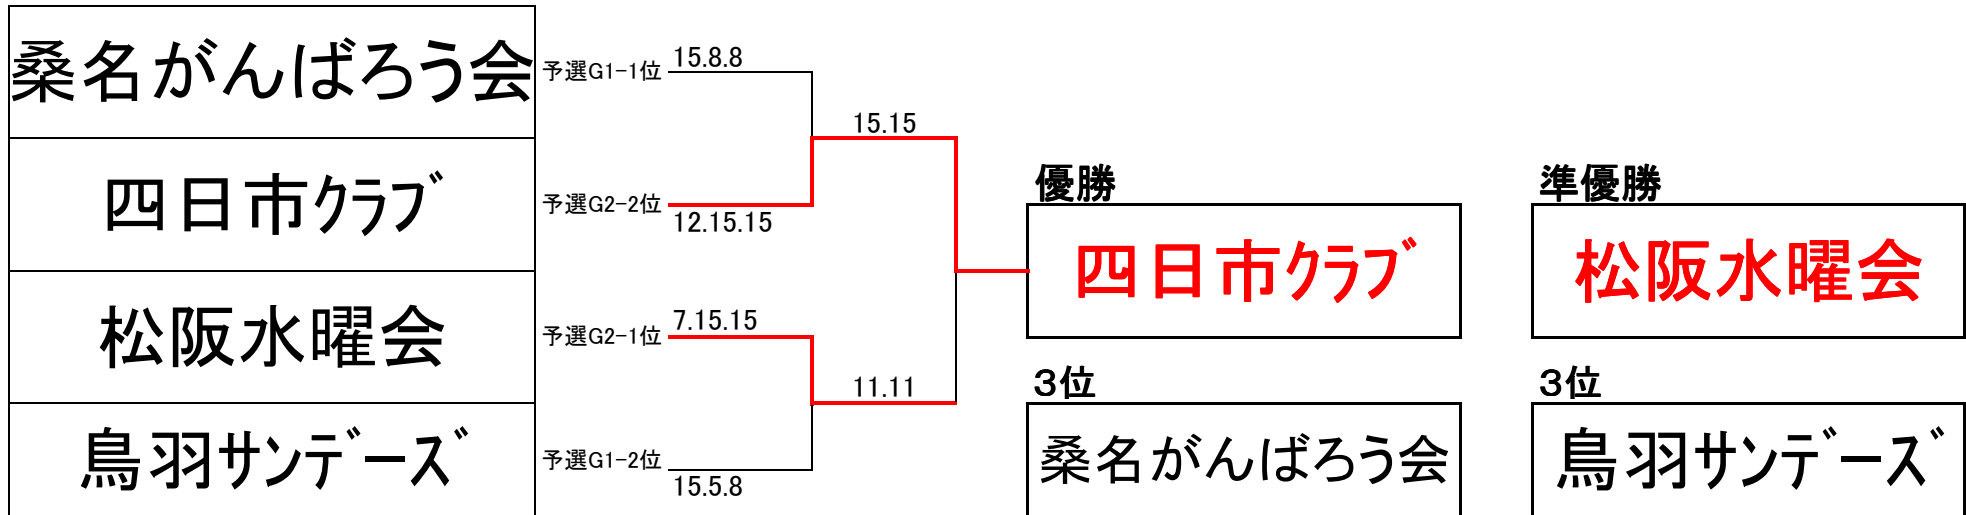 桑名がんばろう会
予選G1-1位
15.8.8
15.15
四日市ｸﾗﾌﾞ
予選G2-2位
12.15.15
優勝
四日市ｸﾗﾌﾞ
準優勝
松阪水曜会
松阪水曜会
予選G2-1位
7.15.15
11.11
3位
桑名がんばろう会
3位
鳥羽ｻﾝﾃﾞｰｽﾞ
鳥羽ｻﾝﾃﾞｰｽﾞ
予選G1-2位
15.5.8